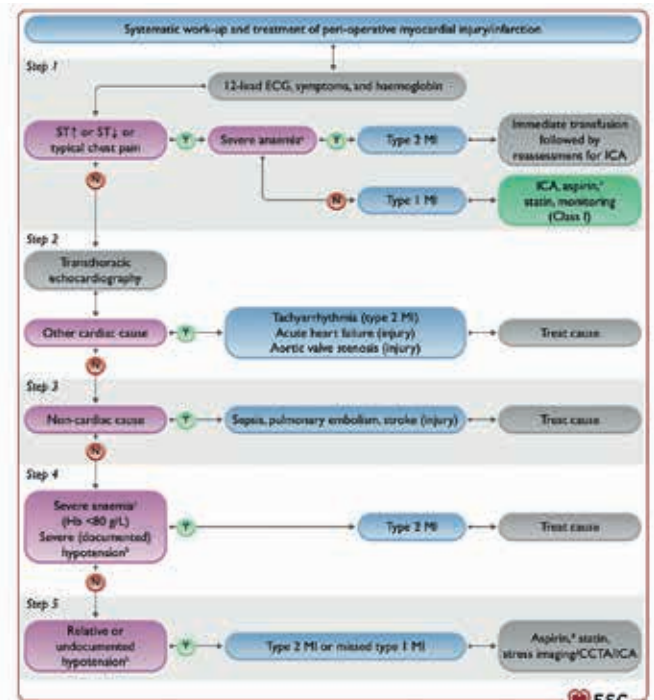 Systematic work-up and treatment of peri-operative myocardial injury/infarction
Step 1
12-lead ECG, symptoms, and haemoglobin
ST↑ or ST↓ or
typical chest pain
Y
Severe anaemia
Y
Type 2 MI
Immediate transfusion
followed by
reassessment for ICA
N
N
Type 1 MI
ICA, aspirin,
statin, monitoring
(Class I)
Step 2
Transthoracic
echocardiography
Other cardiac cause
Y
Tachyarrhythmia (type 2 MI)
Acute heart failure (injury)
Aortic valve stenosis (injury)
Treat cause
N
Step 3
Non-cardiac cause
Y
Sepsis, pulmonary embolism, stroke (injury)
Treat cause
N
Step 4
Severe anaemia
(Hb <80 g/L)
Severe (documented)
hypotension
Y
Type 2 MI
Treat cause
N
Step 5
Relative or
undocumented
hypotension
Y
Type 2 MI or missed type 1 MI
Aspirin, statin,
stress imaging/CCTA/ICA
ESC